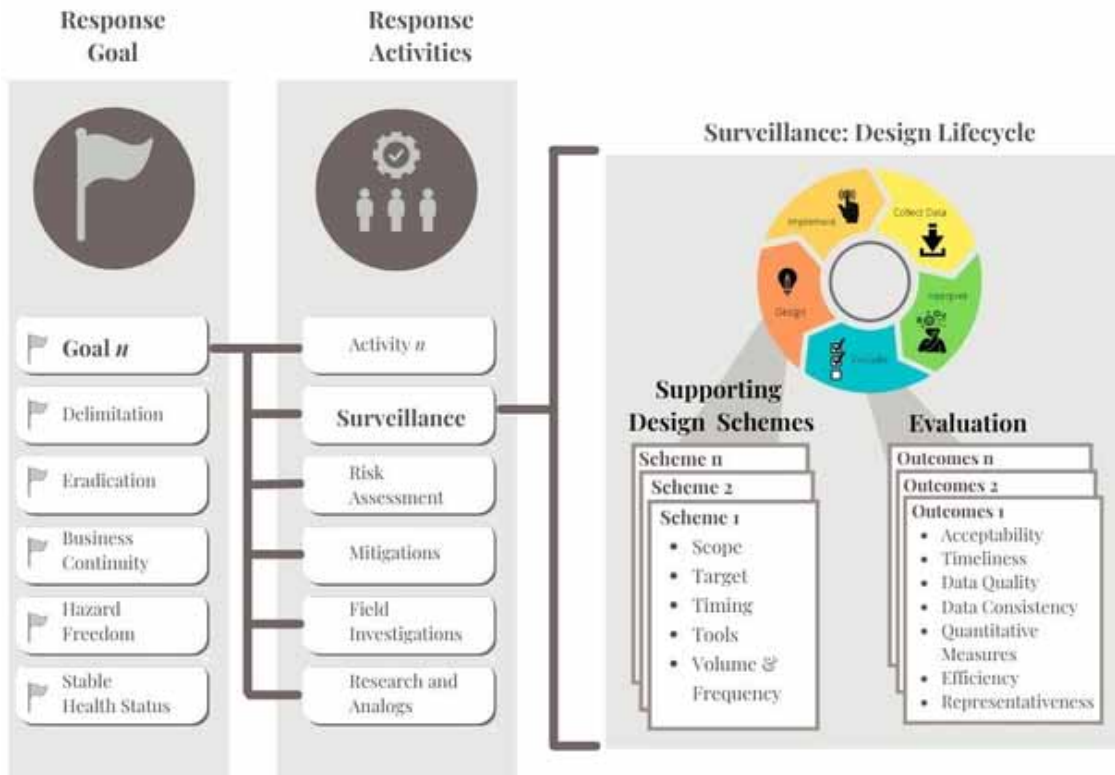 Response
Goal
Response
Activities
Goal n
Delimitation
Eradication
Business
Continuity
Hazard
Freedom
Stable
Health Status
Activity n
Surveillance
Risk
Assessment
Mitigations
Field
Investigations
Research and
Analogs
Surveillance: Design Lifecycle
Implement
Collect Data
Design
Supporting
Design Schemes
Scheme n
Scheme 2
Scheme 1
• Scope
• Target
• Timing
• Tools
• Volume &
Frequency
Evaluation
Outcomes n
Outcomes 2
Outcomes 1
• Acceptability
• Timeliness
• Data Quality
• Data Consistency
• Quantitative
Measures
• Efficiency
• Representativeness